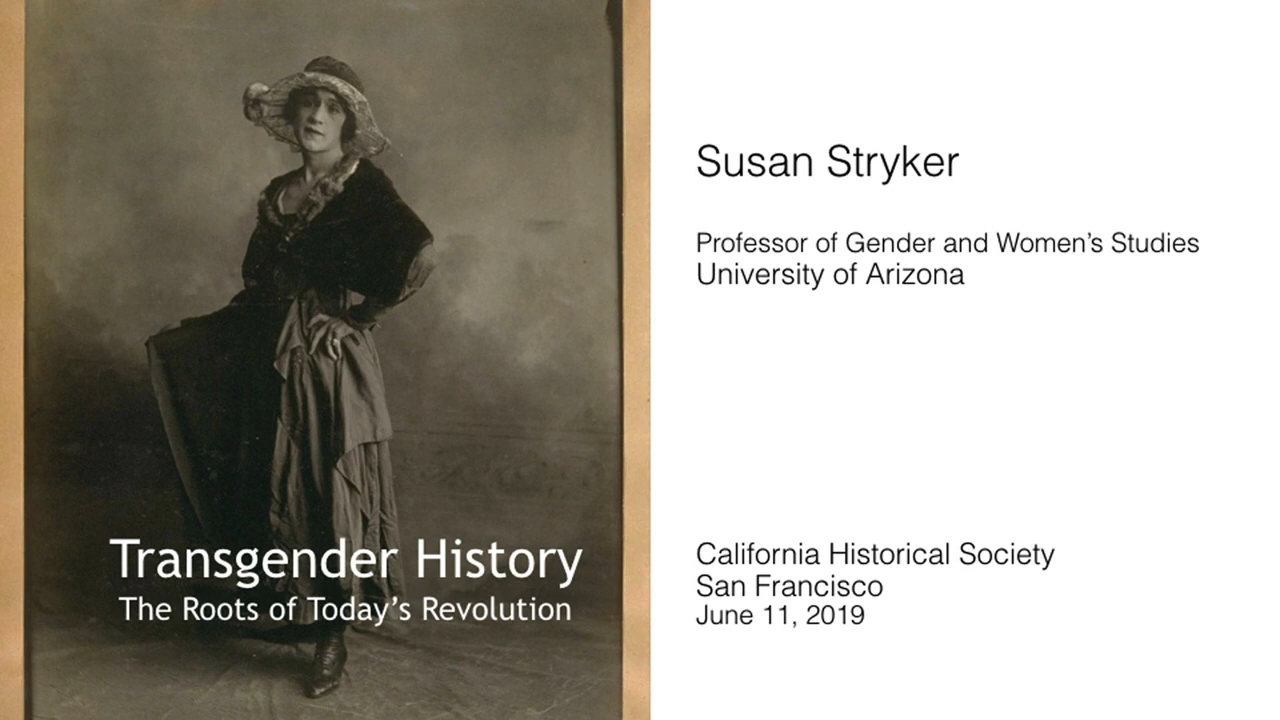 Transgender History
The Roots of Today's Revolution
Susan Stryker
Professor of Gender and Women's Studies
University of Arizona
California Historical Society
San Francisco
June 11, 2019